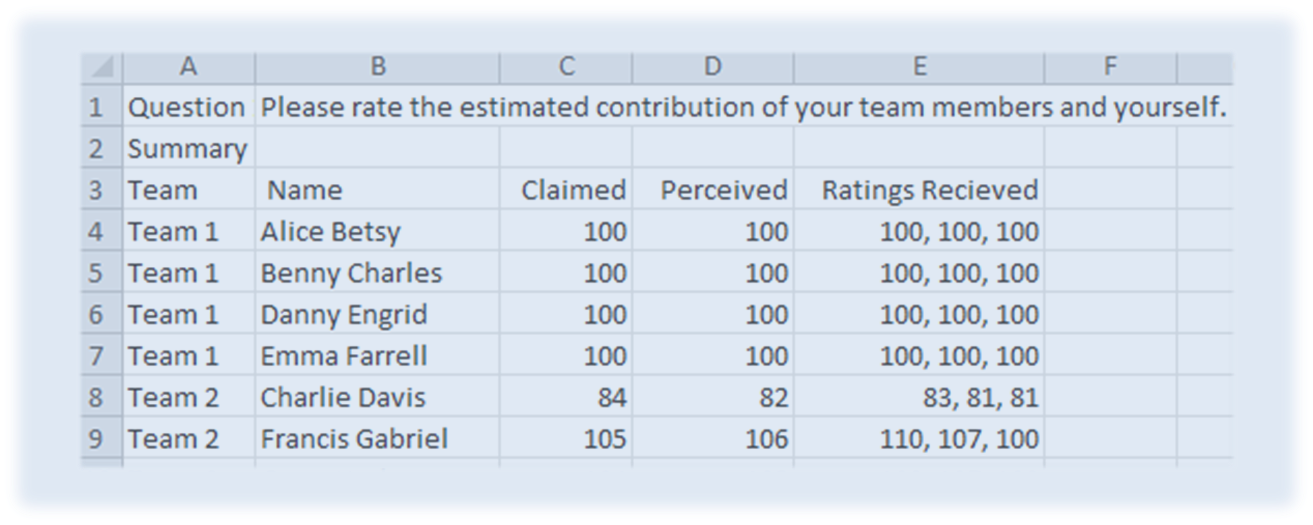 A B C D E F
1 Question Please rate the estimated contribution of your team members and yourself.
2 Summary
3 Team Name Claimed Perceived Ratings Recieved
4 Team 1 Alice Betsy 100 100 100, 100, 100
5 Team 1 Benny Charles 100 100 100, 100, 100
6 Team 1 Danny Engrid 100 100 100, 100, 100
7 Team 1 Emma Farrell 100 100 100, 100, 100
8 Team 2 Charlie Davis 84 82 83, 81, 81
9 Team 2 Francis Gabriel 105 106 110, 107, 100